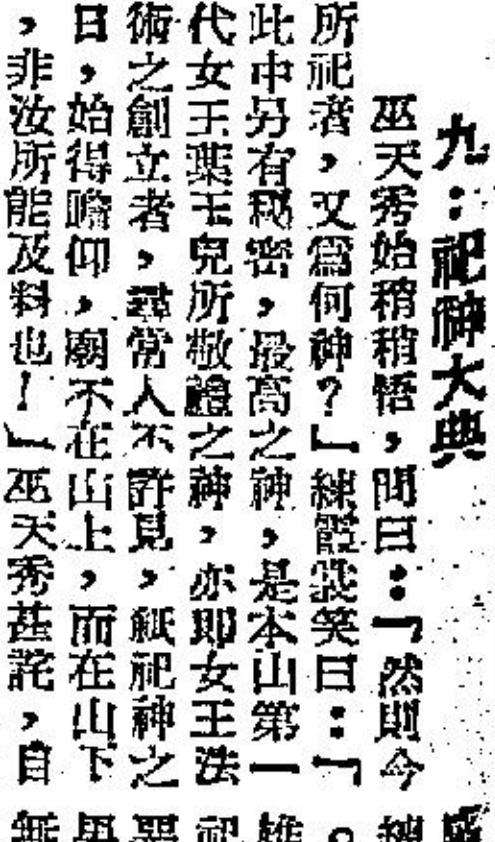 九：祀神大典
巫天秀始稍稍悟，問曰：「然則今
所祀者，又爲何神？」練霞裳笑曰：「
此中另有秘密，最高之神，是本山第一
代女王葉玉兒所敬禮之神，亦即女王法
術之創立者，尋常人不許見，祇祀神之
日，始得瞻仰，廟不在山上，而在山下
，非汝所能及料也！」巫天秀甚詫，自